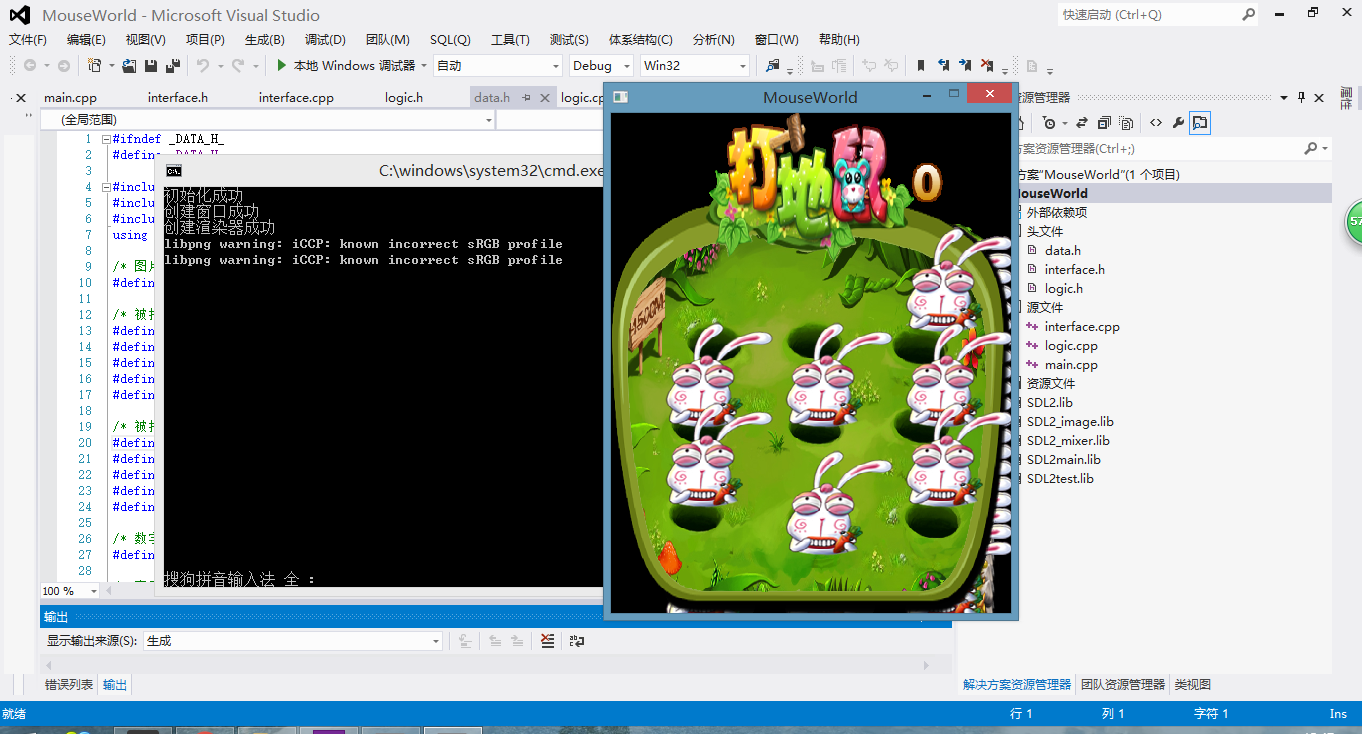 MouseWorld - Microsoft Visual Studio
快速启动 (Ctrl+Q)
文件(F) 编辑(E) 视图(V) 项目(P) 生成(B) 调试(D) 团队(M) SQL(Q) 工具(T) 测试(S) 体系结构(C) 分析(N) 窗口(W) 帮助(H)
本地 Windows 调试器 自动 Debug Win32
main.cpp interface.h interface.cpp logic.h data.h logic.cp
(全局范围)
1 #ifndef _DATA_H_
2 #define _DATA_H_
3
4 #inclu
5 #inclu
6 #inclu
7 using
8
9 /* 图片
10 #defin
11
12 /* 被打
13 #defin
14 #defin
15 #defin
16 #defin
17 #defin
18
19 /* 被打
20 #defin
21 #defin
22 #defin
23 #defin
24 #defin
25
26 /* 数字
27 #defin
28
100 %
C:\windows\system32\cmd.exe
初始化成功
创建窗口成功
创建渲染器成功
libpng warning: iCCP: known incorrect sRGB profile
libpng warning: iCCP: known incorrect sRGB profile
搜狗拼音输入法 全 :
MouseWorld
打地鼠
0
H500M
资源管理器
方案资源管理器(Ctrl+;)
方案"MouseWorld"(1 个项目)
MouseWorld
外部依赖项
头文件
data.h
interface.h
logic.h
源文件
interface.cpp
logic.cpp
main.cpp
资源文件
SDL2.lib
SDL2_image.lib
SDL2_mixer.lib
SDL2main.lib
SDL2test.lib
57
输出
显示输出来源(S): 生成
错误列表 输出
解决方案资源管理器 团队资源管理器 类视图
就绪 行 1 列 1 字符 1 Ins